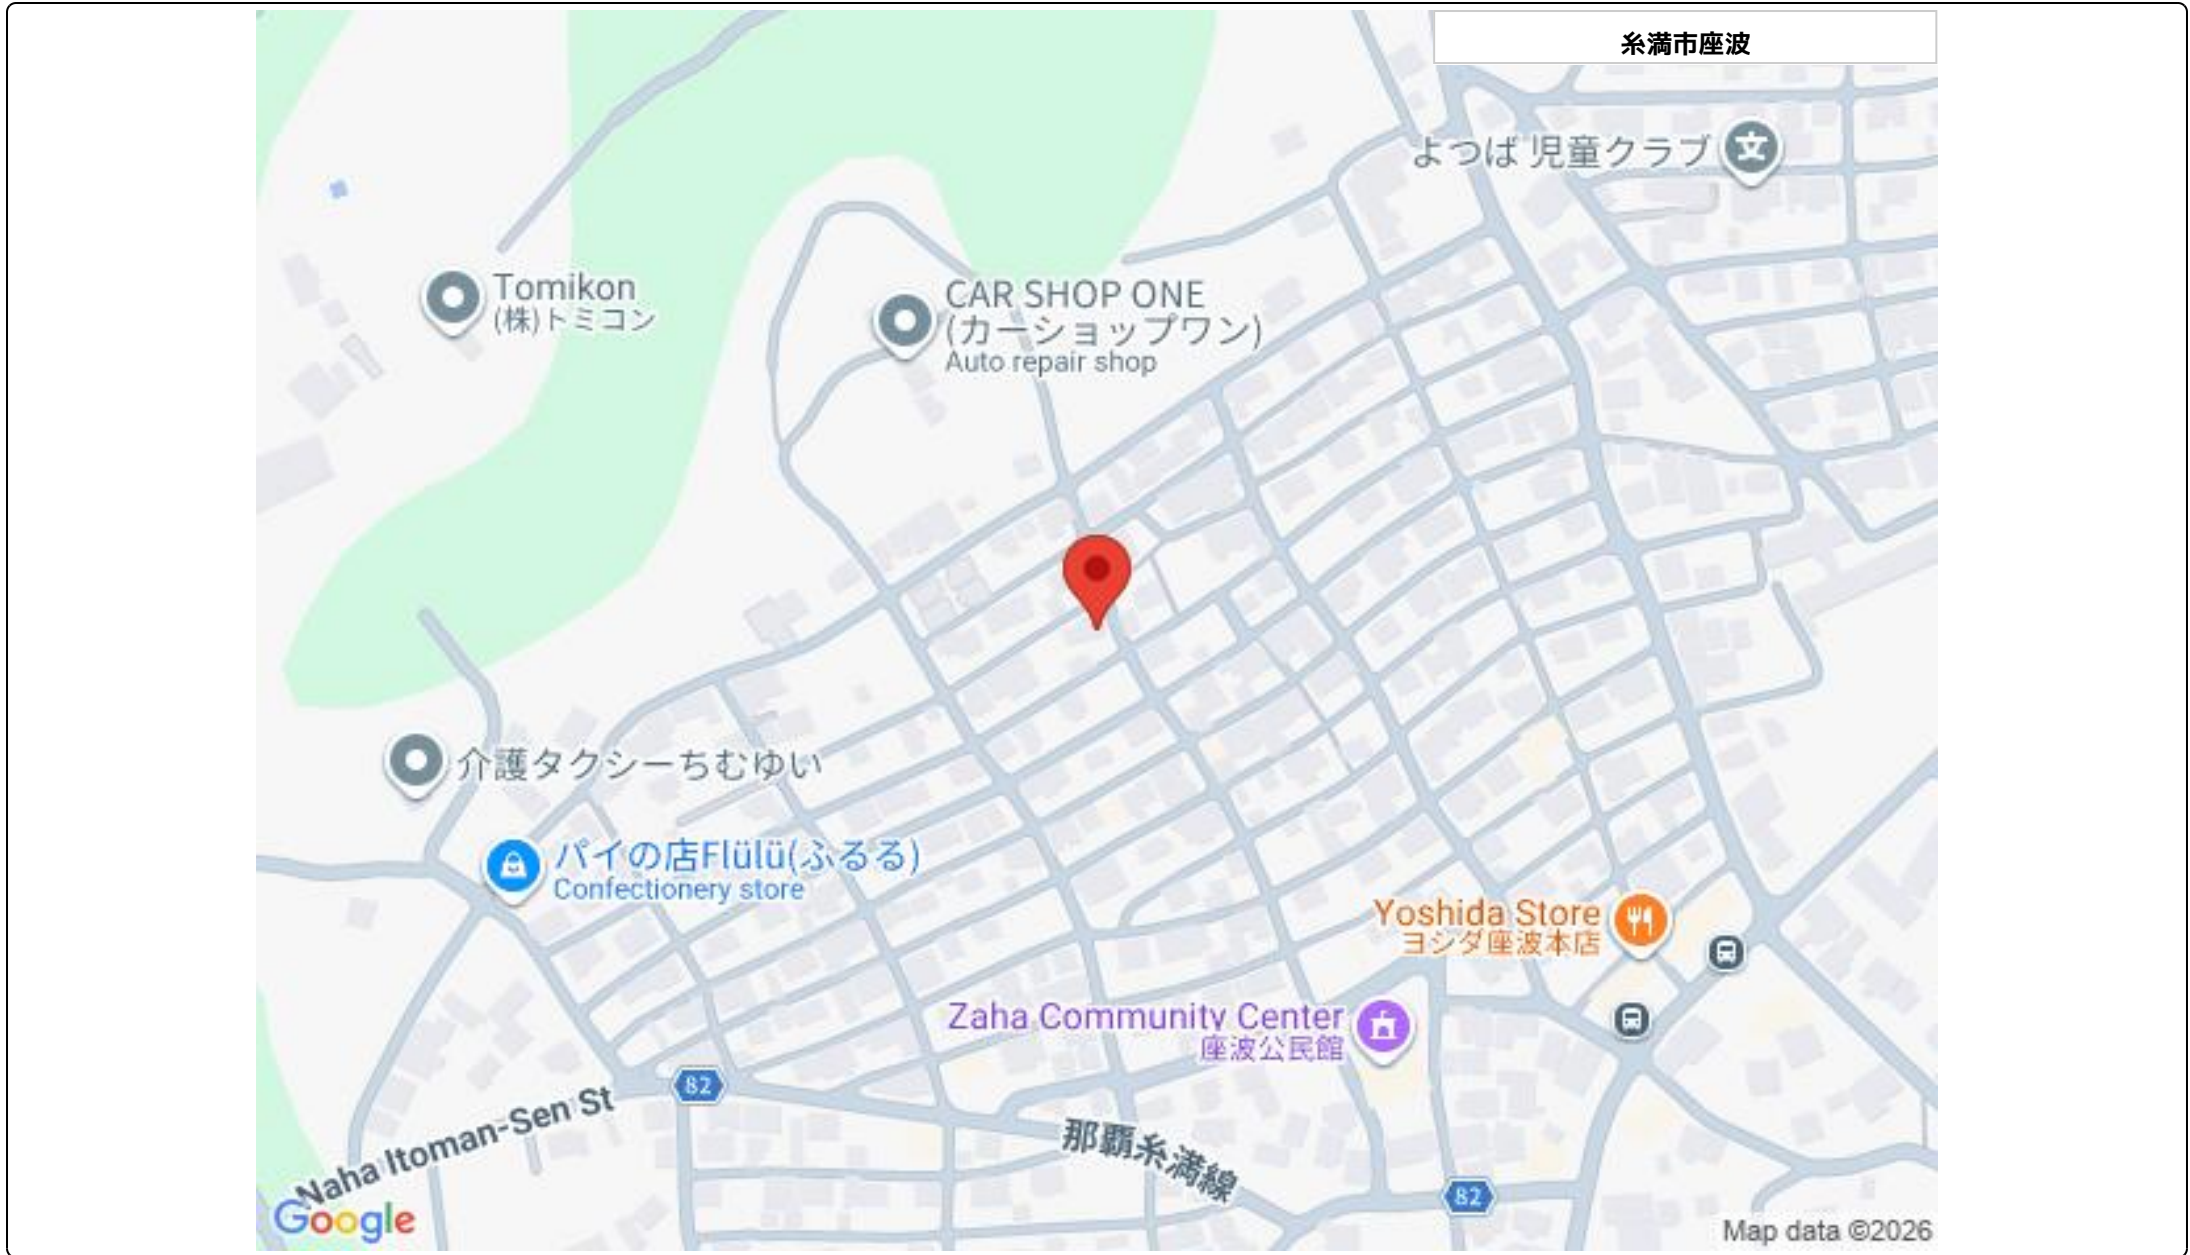 糸満市座波
よつば 児童クラブ
文
Tomikon
(株)トミコン
CAR SHOP ONE
(カーショップワン)
Auto repair shop
介護タクシーちむゆい
パイの店Flülü(ふるる)
Confectionery store
Yoshida Store
ヨシダ座波本店
Zaha Community Center
座波公民館
82
Naha Itoman-Sen St
那覇糸満線
82
Google
Map data ©2026